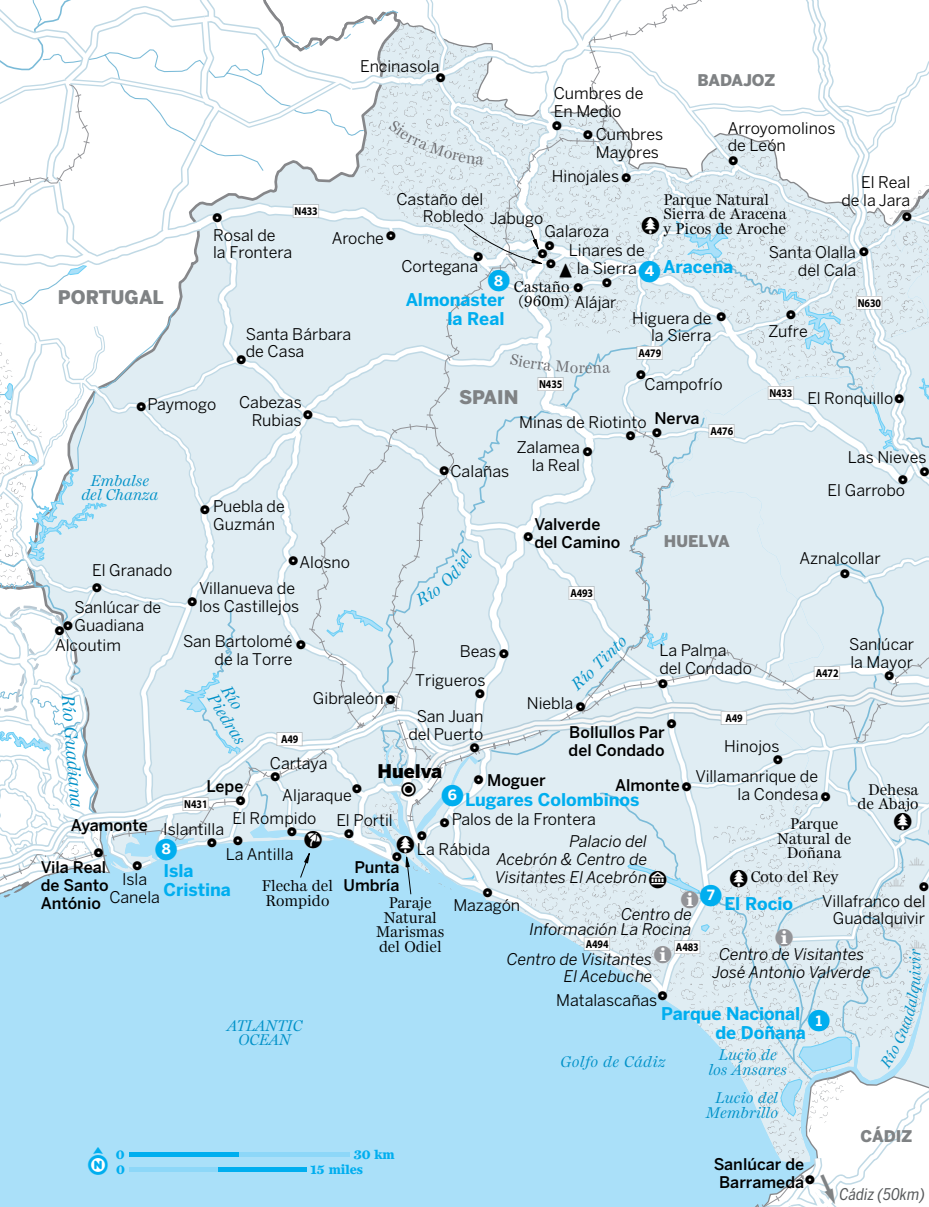 Encinasola
BADAJOZ
Cumbres de
En Medio
Cumbres
Mayores
Arroyomolinos
de León
Sierra Morena
Hinojales
El Real
de la Jara
Castaño del
Robledo
Jabugo
Parque Natural
Sierra de Aracena
y Picos de Aroche
N433
Rosal de
la Frontera
Aroche
Galaroza
Linares de
la Sierra
Santa Olalla
del Cala
Cortegana
4
Aracena
8
Almonaster
la Real
Castaño
(960m)
Alájar
PORTUGAL
N630
Higuera de
la Sierra
Zufre
Santa Bárbara
de Casa
A479
Sierra Morena
N435
Campofrío
N433
SPAIN
El Ronquillo
Paymogo
Cabezas
Rubias
Minas de Riotinto
Nerva
A476
Zalamea
la Real
Las Nieves
Calañas
El Garrobo
Embalse
del Chanza
Puebla de
Guzmán
Valverde
del Camino
HUELVA
Alosno
Aznalcollar
El Granado
Río Odiel
Villanueva de
los Castillejos
A493
Sanlúcar de
Guadiana
Alcoutim
San Bartolomé
de la Torre
Beas
Río Tinto
La Palma
del Condado
Sanlúcar
la Mayor
A472
Trigueros
Río
Piedras
Gibraleón
Niebla
Río Guadiana
San Juan
del Puerto
A49
A49
Bollullos Par
del Condado
Hinojos
Cartaya
Huelva
Moguer
Almonte
Villamanrique de
la Condesa
Lepe
Aljaraque
6
Lugares Colombinos
Dehesa
de Abajo
N431
El Rompido
El Portil
Palos de la Frontera
Ayamonte
Islantilla
Parque
Natural de
Doñana
8
Isla
Cristina
La Antilla
La Rábida
Palacio del
Acebrón & Centro de
Visitantes El Acebrón
Vila Real
de Santo
António
Isla
Canela
Flecha del
Rompido
Punta
Umbría
Coto del Rey
Mazagón
7
El Rocio
Paraje
Natural
Marismas
del Odiel
Villafranco del
Guadalquivir
Centro de
Información La Rocina
A494
A483
Centro de Visitantes
El Acebuche
Centro de Visitantes
José Antonio Valverde
Matalascañas
Parque Nacional
de Doñana
1
Río Guadalquivir
ATLANTIC
OCEAN
Golfo de Cádiz
Lucio de
los Ánsares
Lucio del
Membrillo
CÁDIZ
N
0
30 km
0
15 miles
Sanlúcar de
Barrameda
Cádiz (50km)